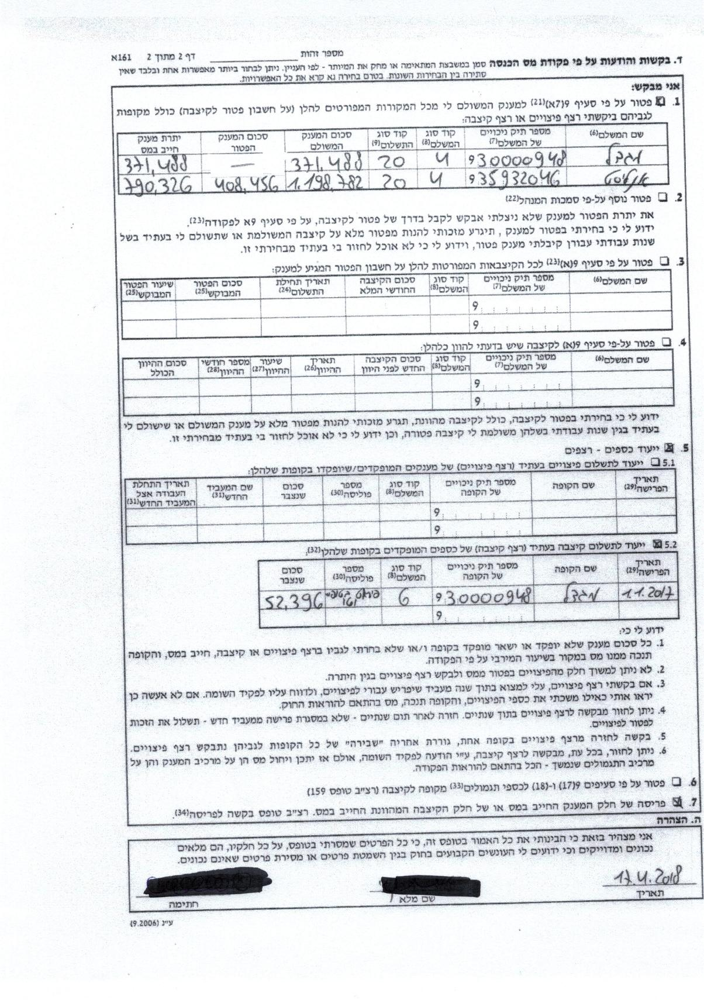 מספר זהות דף 2 מתוך 2 161א
ד. בקשות והודעות על פי פקודת מס הכנסה סמן במשבצת המתאימה או מחק את המיותר - לפי העניין. ניתן לבחור ביותר מאפשרות אחת ובלבד שאין
סתירה בין הבחירות השונות. בטרם בחירה נא קרא את כל האפשרויות.
אני מבקש:
1. פטור על פי סעיף 9(7א)(21) למענק המשולם לי מכל המקורות המפורטים להלן (על חשבון פטור לקיצבה) כולל מקופות
לגביהם ביקשתי רצף פיצויים או רצף קיצבה:
שם המשלם(6) מספר תיק ניכויים של המשלם(7) קוד סוג המשלם(8) קוד סוג התשלום(9) סכום המענק המשולם סכום המענק הפטור יתרת מענק חייב במס
מגדל 930000948 4 20 371,488 — 371,488
אנליסט 935932046 4 20 1.198,782 408,456 790,326
2. פטור נוסף על-פי סמכות המנהל(22)
את יתרת הפטור למענק שלא ניצלתי אבקש לקבל בדרך של פטור לקיצבה, על פי סעיף 9א לפקודה(23).
ידוע לי כי בחירתי בפטור למענק, תיגרע מזכותי להנות מפטור מלא על קיצבה המשולמת או שתשולם לי בעתיד בשל
שנות עבודתי עבורן קיבלתי מענק פטור, וידוע לי כי לא אוכל לחזור בי בעתיד מבחירתי זו.
3. פטור על פי סעיף 9(א)(23) לכל הקיצבאות המפורטות להלן על חשבון הפטור המגיע למענק:
שם המשלם(6) מספר תיק ניכויים של המשלם(7) קוד סוג המשלם(8) סכום הקיצבה החודשי המלא תאריך תחילת התשלום(24) סכום הפטור המבוקש(25) שיעור הפטור המבוקש(25)
9
9
4. פטור על-פי סעיף 9(א) לקיצבה שיש בדעתי להוון כלהלן:
שם המשלם(6) מספר תיק ניכויים של המשלם(7) קוד סוג המשלם(8) סכום הקיצבה החדש לפני היוון תאריך ההיוון(26) שיעור ההיוון(27) מספר חודשי ההיוון(28) סכום ההיוון הכולל
9
9
ידוע לי כי בחירתי בפטור לקיצבה, כולל לקיצבה מהוונת, תגרע מזכותי להנות מפטור מלא על מענק המשולם או שישולם לי
בעתיד בגין שנות עבודתי בשלהן משולמת לי קיצבה פטורה, וכן ידוע לי כי לא אוכל לחזור בי בעתיד מבחירתי זו.
5. ייעוד כספים - רצפים
5.1 ייעוד לתשלום פיצויים בעתיד (רצף פיצויים) של מענקים המופקדים/שיופקדו בקופות שלהלן:
תאריך הפרישה(29) שם הקופה מספר תיק ניכויים של הקופה קוד סוג המשלם(8) מספר פוליסה(30) סכום שנצבר שם המעביד החדש(31) תאריך התחלת העבודה אצל המעביד החדש(31)
9
9
5.2 ייעוד לתשלום קיצבה בעתיד (רצף קיצבה) של כספים המופקדים בקופות שלהלן(32):
תאריך הפרישה(29) שם הקופה מספר תיק ניכויים של הקופה קוד סוג המשלם(8) מספר פוליסה(30) סכום שנצבר
1.1.2017 מגדל 930000948 6 52,396
9
ידוע לי כי:
1. כל סכום מענק שלא יופקד או ישאר מופקד בקופה ו/או שלא בחרתי לגביו ברצף פיצויים או קיצבה, חייב במס, והקופה
תנכה ממנו מס במקור בשיעור המירבי על פי הפקודה.
2. לא ניתן למשוך חלק מהפיצויים בפטור ממס ולבקש רצף פיצויים בגין היתרה.
3. אם בקשתי רצף פיצויים, עלי למצוא בתוך שנה מעביד שיפריש עבורי לפיצויים, ולדווח עליו לפקיד השומה. אם לא אעשה כן
יראו אותי כאילו משכתי את כספי הפיצויים, והקופה תנכה, מס בהתאם להוראות החוק.
4. ניתן לחזור מבקשה לרצף פיצויים בתוך שנתיים. חזרה לאחר תום שנתיים - שלא במסגרת פרישה ממעביד חדש - תשלול את הזכות
לפטור לפיצויים.
5. בקשה לחזרה מרצף פיצויים בקופה אחת, גוררת אחריה "שבירה" של כל הקופות לגביהן נתבקש רצף פיצויים.
6. ניתן לחזור, בכל עת, מבקשה לרצף קיצבה, ע"י הודעה לפקיד השומה, אולם אז יתכן ויחול מס הן על מרכיב המענק והן על
מרכיב התגמולים שנמשך - הכל בהתאם להוראות הפקודה.
6. פטור על פי סעיפים 9(17) ו-(18) לכספי תגמולים(33) מקופה לקיצבה (רצ"ב טופס 159)
7. פריסה של חלק המענק החייב במס או של חלק הקיצבה המהוונת החייב במס. רצ"ב טופס בקשה לפריסה(34).
ה. הצהרה
אני מצהיר בזאת כי הבינותי את כל האמור בטופס זה, כי כל הפרטים שמסרתי בטופס, על כל חלקיו, הם מלאים
נכונים ומדוייקים וכי ידועים לי העונשים הקבועים בחוק בגין השמטת פרטים או מסירת פרטים שאינם נכונים.
17.4.2018
תאריך שם מלא חתימה
ע"נ (9.2006)